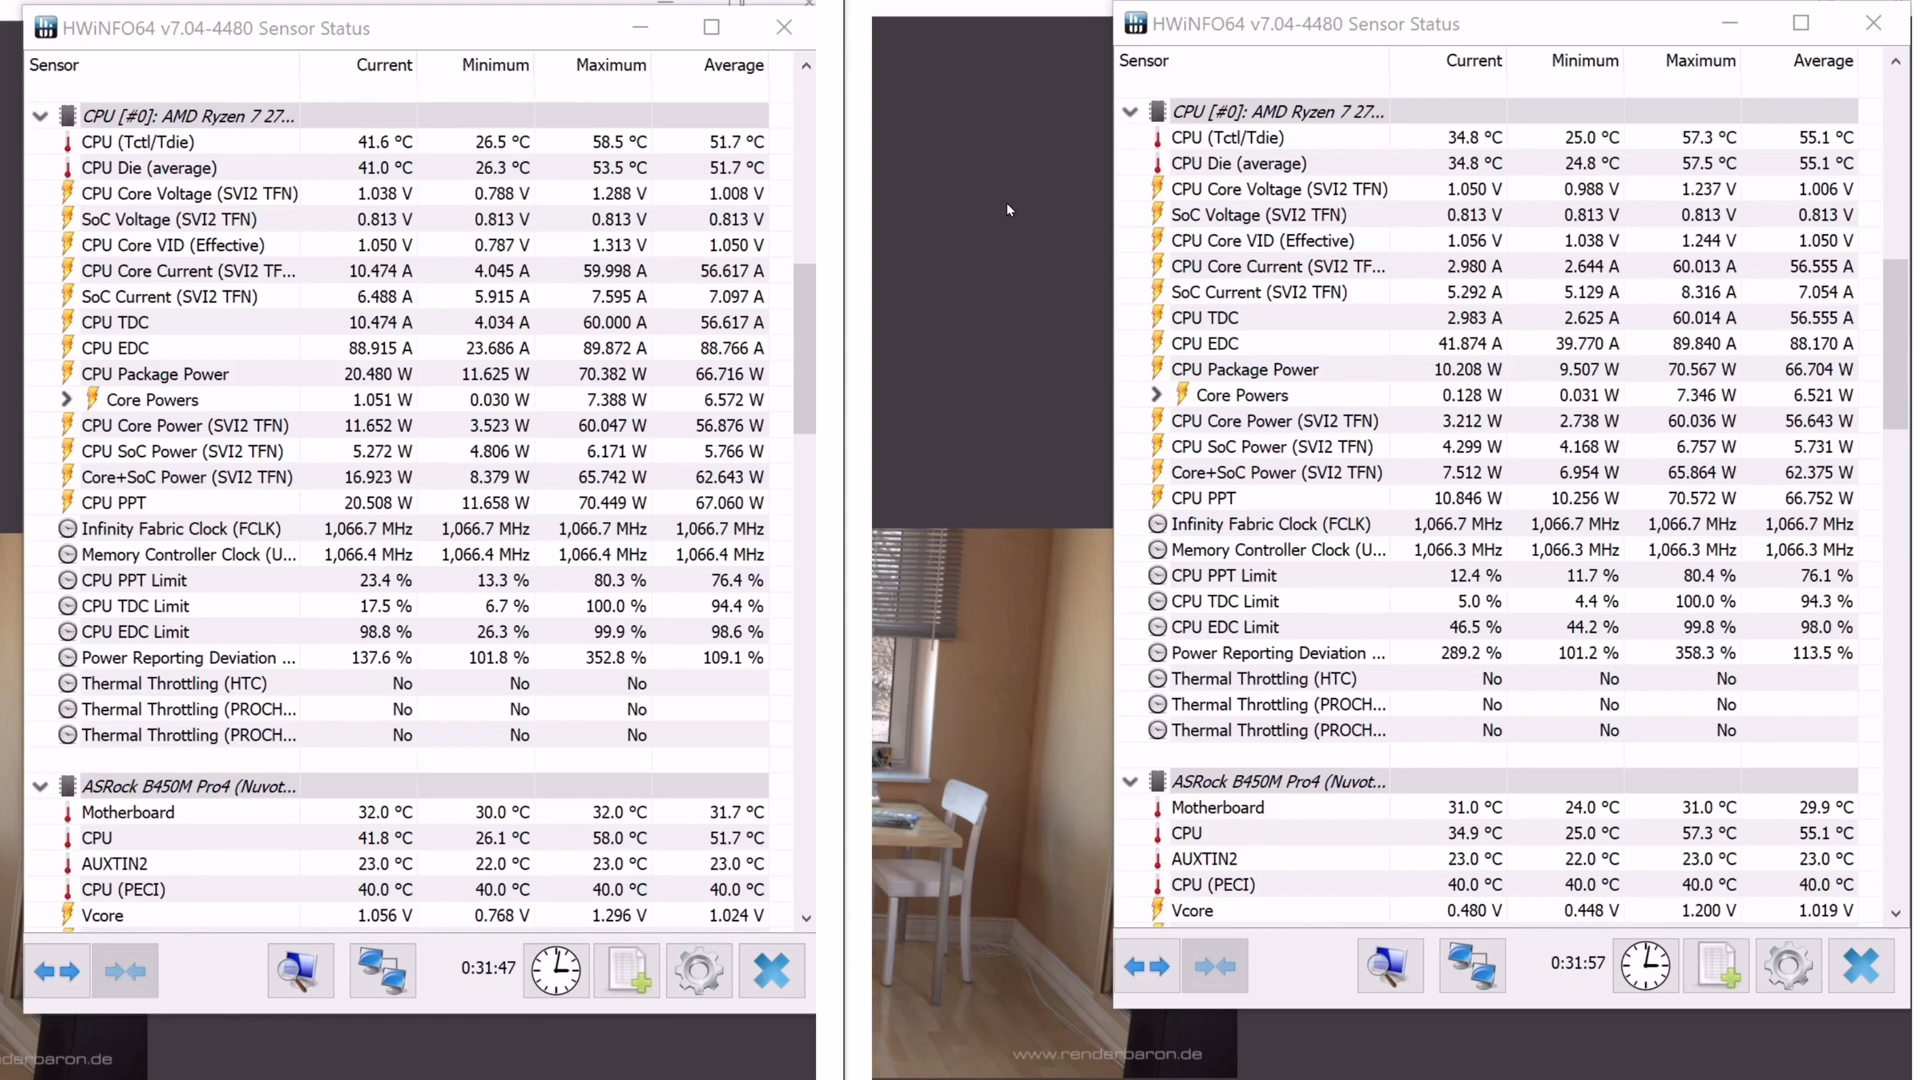 HWiNFO64 v7.04-4480 Sensor Status
Sensor Current Minimum Maximum Average
CPU [#0]: AMD Ryzen 7 27...
CPU (Tctl/Tdie) 41.6 °C 26.5 °C 58.5 °C 51.7 °C
CPU Die (average) 41.0 °C 26.3 °C 53.5 °C 51.7 °C
CPU Core Voltage (SVI2 TFN) 1.038 V 0.788 V 1.288 V 1.008 V
SoC Voltage (SVI2 TFN) 0.813 V 0.813 V 0.813 V 0.813 V
CPU Core VID (Effective) 1.050 V 0.787 V 1.313 V 1.050 V
CPU Core Current (SVI2 TF... 10.474 A 4.045 A 59.998 A 56.617 A
SoC Current (SVI2 TFN) 6.488 A 5.915 A 7.595 A 7.097 A
CPU TDC 10.474 A 4.034 A 60.000 A 56.617 A
CPU EDC 88.915 A 23.686 A 89.872 A 88.766 A
CPU Package Power 20.480 W 11.625 W 70.382 W 66.716 W
Core Powers 1.051 W 0.030 W 7.388 W 6.572 W
CPU Core Power (SVI2 TFN) 11.652 W 3.523 W 60.047 W 56.876 W
CPU SoC Power (SVI2 TFN) 5.272 W 4.806 W 6.171 W 5.766 W
Core+SoC Power (SVI2 TFN) 16.923 W 8.379 W 65.742 W 62.643 W
CPU PPT 20.508 W 11.658 W 70.449 W 67.060 W
Infinity Fabric Clock (FCLK) 1,066.7 MHz 1,066.7 MHz 1,066.7 MHz 1,066.7 MHz
Memory Controller Clock (U... 1,066.4 MHz 1,066.4 MHz 1,066.4 MHz 1,066.4 MHz
CPU PPT Limit 23.4 % 13.3 % 80.3 % 76.4 %
CPU TDC Limit 17.5 % 6.7 % 100.0 % 94.4 %
CPU EDC Limit 98.8 % 26.3 % 99.9 % 98.6 %
Power Reporting Deviation ... 137.6 % 101.8 % 352.8 % 109.1 %
Thermal Throttling (HTC) No No No
Thermal Throttling (PROCH... No No No
Thermal Throttling (PROCH... No No No
ASRock B450M Pro4 (Nuvot...
Motherboard 32.0 °C 30.0 °C 32.0 °C 31.7 °C
CPU 41.8 °C 26.1 °C 58.0 °C 51.7 °C
AUXTIN2 23.0 °C 22.0 °C 23.0 °C 23.0 °C
CPU (PECI) 40.0 °C 40.0 °C 40.0 °C 40.0 °C
Vcore 1.056 V 0.768 V 1.296 V 1.024 V
0:31:47
derbaron.de
HWiNFO64 v7.04-4480 Sensor Status
Sensor Current Minimum Maximum Average
CPU [#0]: AMD Ryzen 7 27...
CPU (Tctl/Tdie) 34.8 °C 25.0 °C 57.3 °C 55.1 °C
CPU Die (average) 34.8 °C 24.8 °C 57.5 °C 55.1 °C
CPU Core Voltage (SVI2 TFN) 1.050 V 0.988 V 1.237 V 1.006 V
SoC Voltage (SVI2 TFN) 0.813 V 0.813 V 0.813 V 0.813 V
CPU Core VID (Effective) 1.056 V 1.038 V 1.244 V 1.050 V
CPU Core Current (SVI2 TF... 2.980 A 2.644 A 60.013 A 56.555 A
SoC Current (SVI2 TFN) 5.292 A 5.129 A 8.316 A 7.054 A
CPU TDC 2.983 A 2.625 A 60.014 A 56.555 A
CPU EDC 41.874 A 39.770 A 89.840 A 88.170 A
CPU Package Power 10.208 W 9.507 W 70.567 W 66.704 W
Core Powers 0.128 W 0.031 W 7.346 W 6.521 W
CPU Core Power (SVI2 TFN) 3.212 W 2.738 W 60.036 W 56.643 W
CPU SoC Power (SVI2 TFN) 4.299 W 4.168 W 6.757 W 5.731 W
Core+SoC Power (SVI2 TFN) 7.512 W 6.954 W 65.864 W 62.375 W
CPU PPT 10.846 W 10.256 W 70.572 W 66.752 W
Infinity Fabric Clock (FCLK) 1,066.7 MHz 1,066.7 MHz 1,066.7 MHz 1,066.7 MHz
Memory Controller Clock (U... 1,066.3 MHz 1,066.3 MHz 1,066.3 MHz 1,066.3 MHz
CPU PPT Limit 12.4 % 11.7 % 80.4 % 76.1 %
CPU TDC Limit 5.0 % 4.4 % 100.0 % 94.3 %
CPU EDC Limit 46.5 % 44.2 % 99.8 % 98.0 %
Power Reporting Deviation ... 289.2 % 101.2 % 358.3 % 113.5 %
Thermal Throttling (HTC) No No No
Thermal Throttling (PROCH... No No No
Thermal Throttling (PROCH... No No No
ASRock B450M Pro4 (Nuvot...
Motherboard 31.0 °C 24.0 °C 31.0 °C 29.9 °C
CPU 34.9 °C 25.0 °C 57.3 °C 55.1 °C
AUXTIN2 23.0 °C 22.0 °C 23.0 °C 23.0 °C
CPU (PECI) 40.0 °C 40.0 °C 40.0 °C 40.0 °C
Vcore 0.480 V 0.448 V 1.200 V 1.019 V
0:31:57
www.renderbaron.de